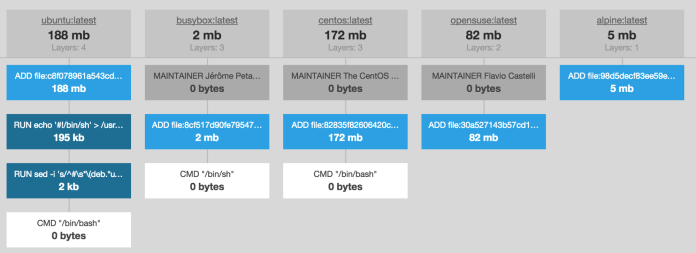 ubuntu:latest
188 mb
Layers: 4
ADD file:c8f078961a543cd...
188 mb
RUN echo '#!/bin/sh' > /usr...
195 kb
RUN sed -i 's/^#\s*\(deb.*u...
2 kb
CMD "/bin/bash"
0 bytes
busybox:latest
2 mb
Layers: 3
MAINTAINER Jérôme Peta...
0 bytes
ADD file:8cf517d90fe79547...
2 mb
CMD "/bin/sh"
0 bytes
centos:latest
172 mb
Layers: 3
MAINTAINER The CentOS ...
0 bytes
ADD file:82835f82606420c...
172 mb
CMD "/bin/bash"
0 bytes
opensuse:latest
82 mb
Layers: 2
MAINTAINER Flavio Castelli
0 bytes
ADD file:30a527143b57cd1...
82 mb
alpine:latest
5 mb
Layers: 1
ADD file:98d5decf83ee59e...
5 mb